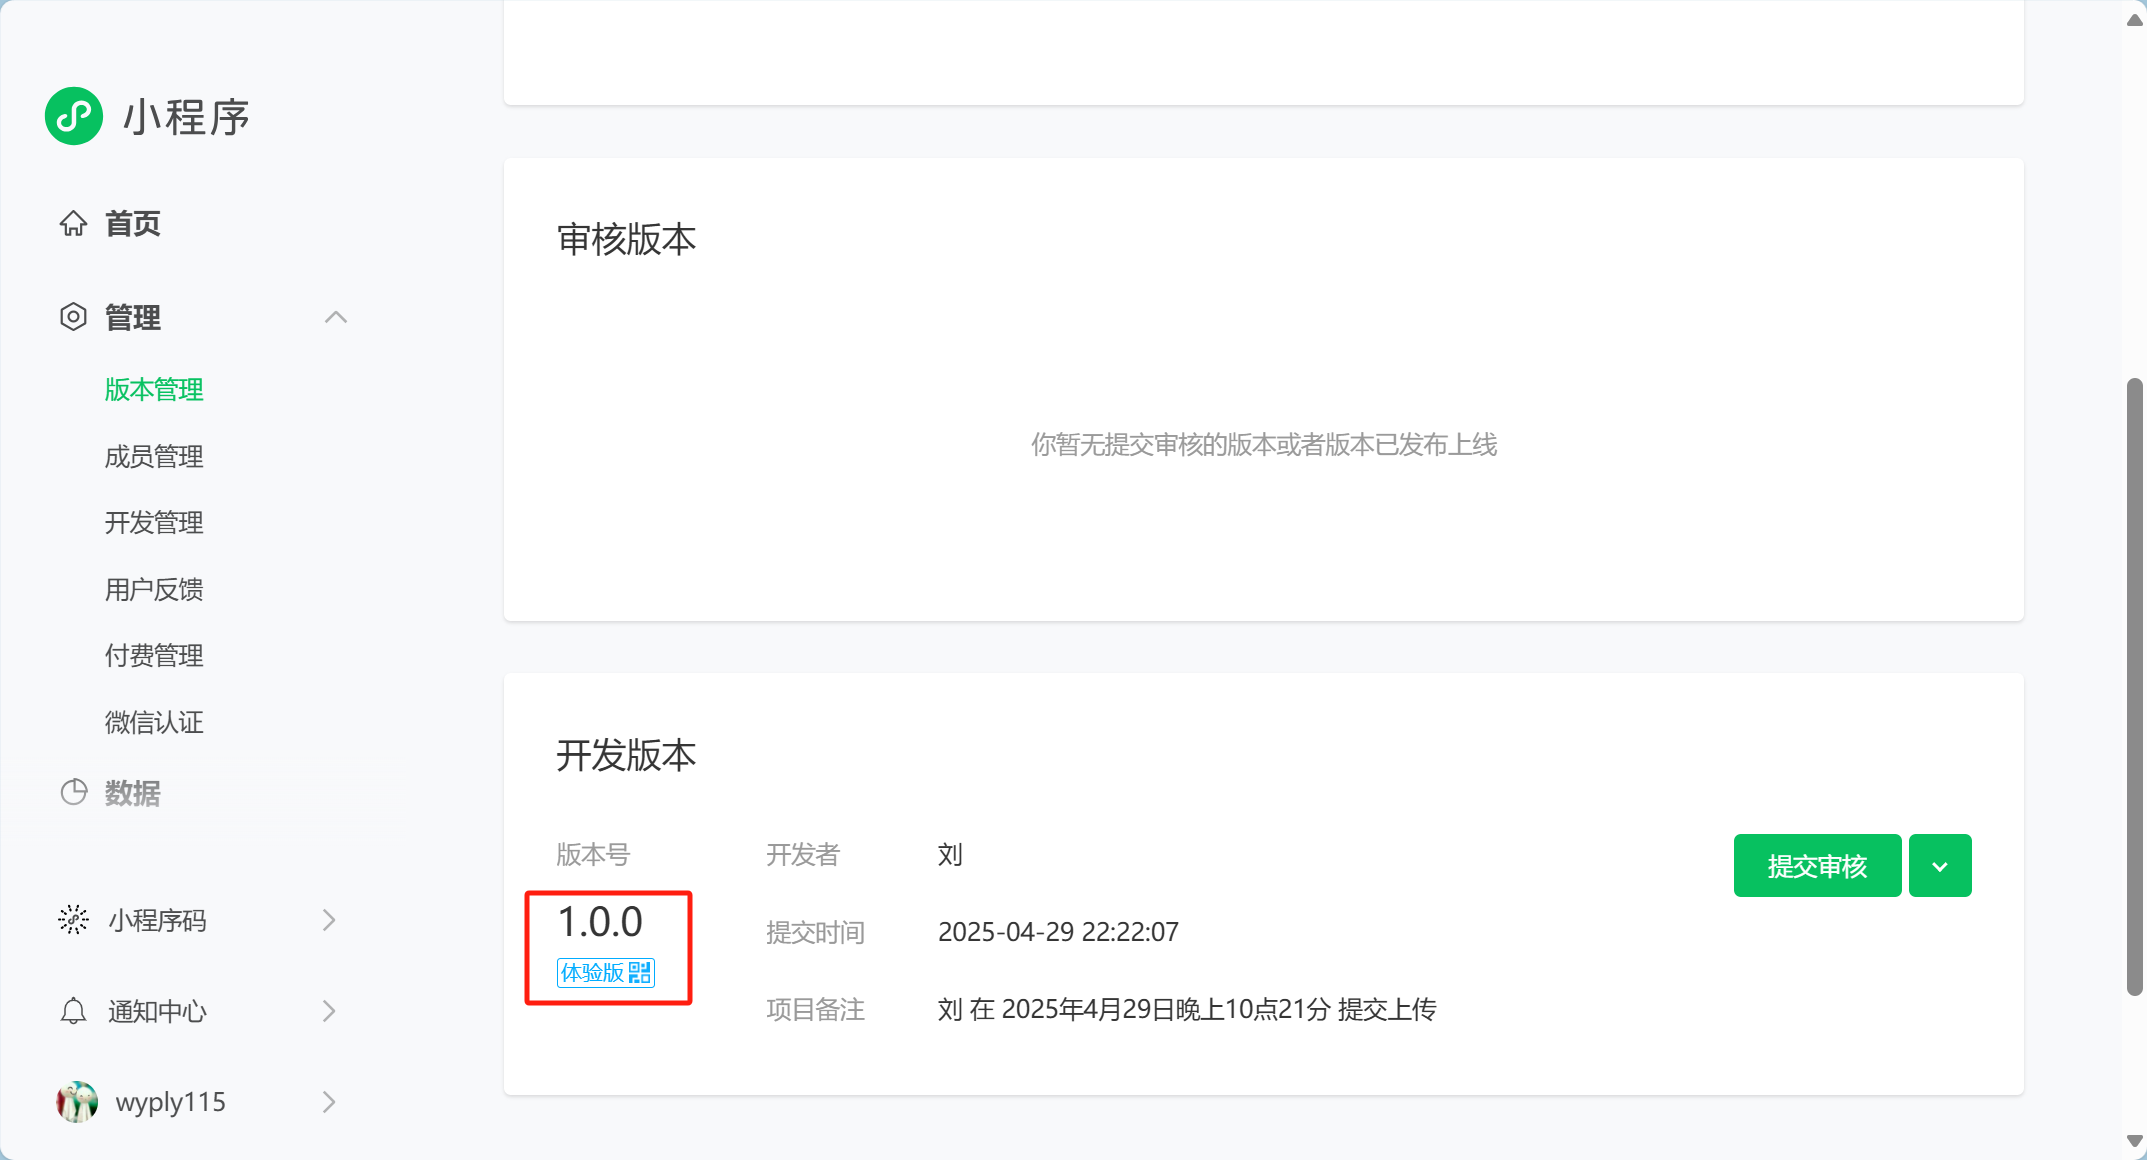 小程序
首页
管理
版本管理
成员管理
开发管理
用户反馈
付费管理
微信认证
数据
小程序码
通知中心
wyply115
审核版本
你暂无提交审核的版本或者版本已发布上线
开发版本
版本号
1.0.0
体验版
开发者 刘
提交时间 2025-04-29 22:22:07
项目备注 刘 在 2025年4月29日晚上10点21分 提交上传
提交审核